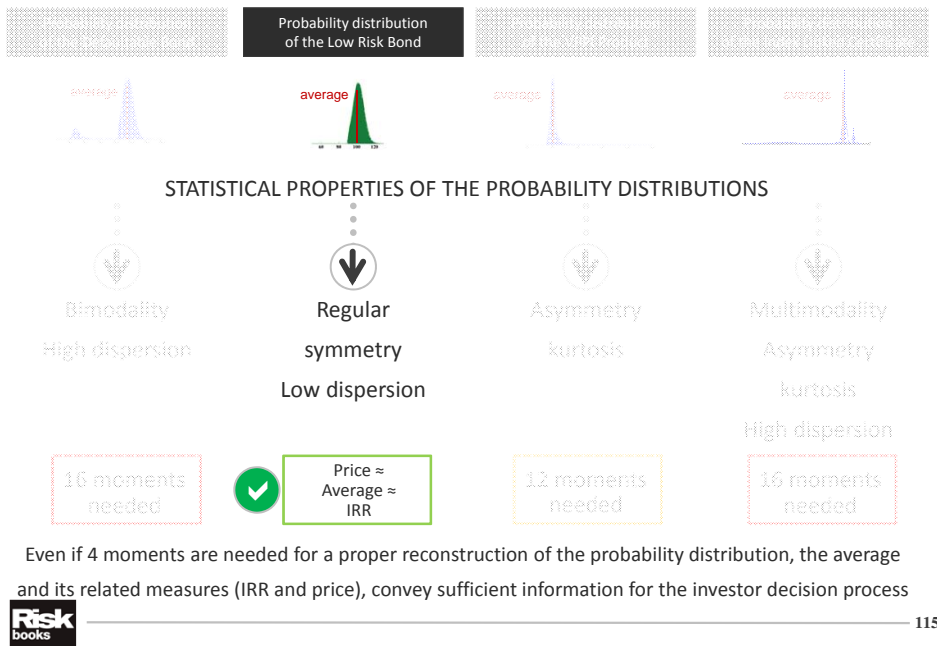 Probability distribution
of the Low Risk Bond
average
average
average
average
60 80 100 120
STATISTICAL PROPERTIES OF THE PROBABILITY DISTRIBUTIONS
Bimodality
High dispersion
Regular
symmetry
Low dispersion
Asymmetry
kurtosis
Multimodality
Asymmetry
kurtosis
High dispersion
16 moments
needed
Price ≈
Average ≈
IRR
12 moments
needed
16 moments
needed
Even if 4 moments are needed for a proper reconstruction of the probability distribution, the average
and its related measures (IRR and price), convey sufficient information for the investor decision process
Risk
books
115